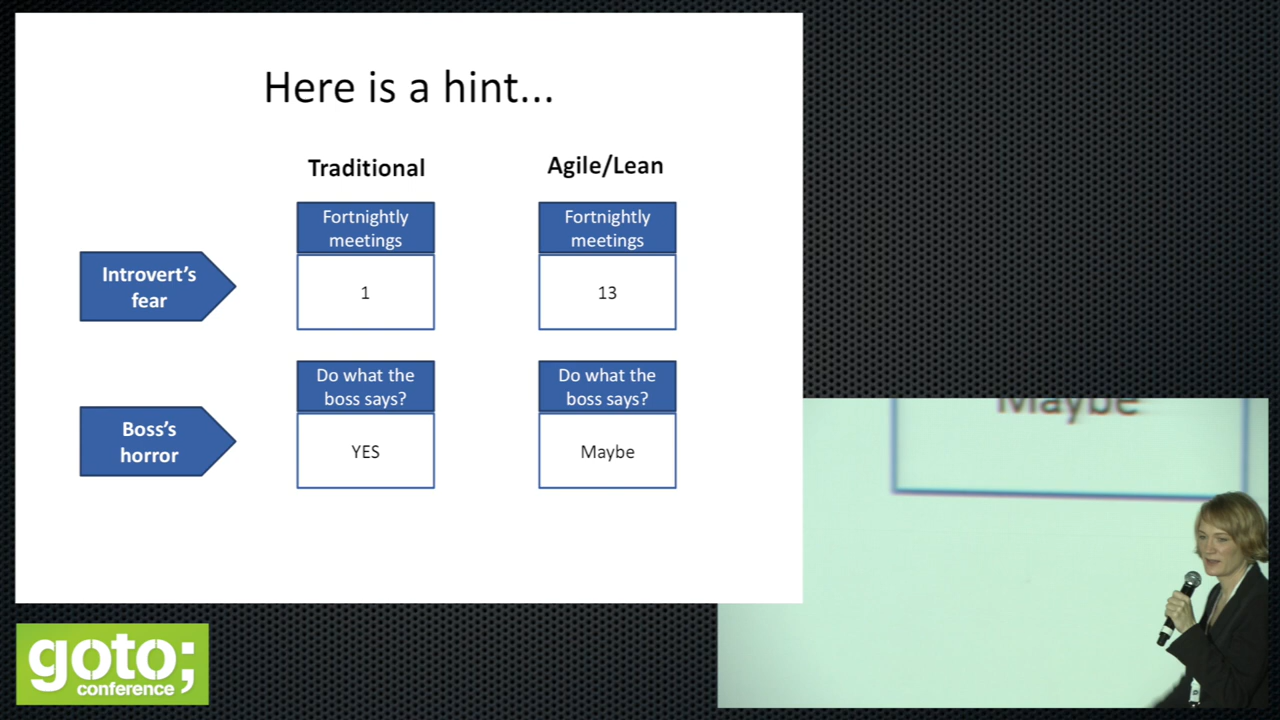 Here is a hint...
Traditional
Agile/Lean
Fortnightly
meetings
Fortnightly
meetings
Introvert's
fear
1
13
Do what the
boss says?
Do what the
boss says?
Boss's
horror
YES
Maybe
Maybe
goto;
conference